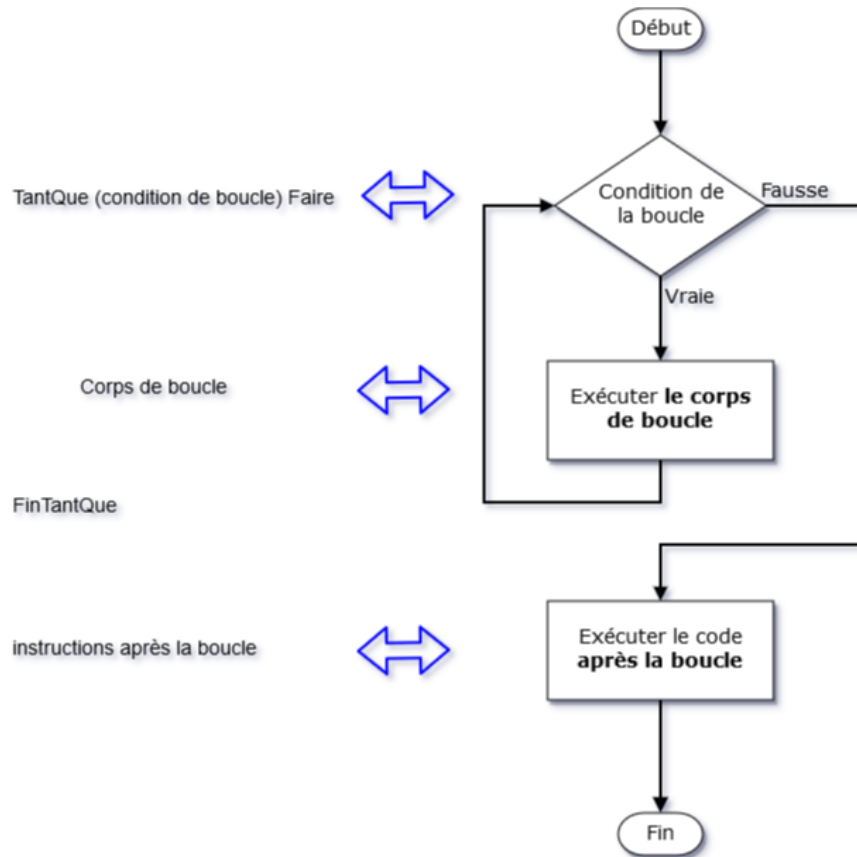 Début
TantQue (condition de boucle) Faire
Condition de
la boucle
Fausse
Vraie
Corps de boucle
Exécuter le corps
de boucle
FinTantQue
instructions après la boucle
Exécuter le code
après la boucle
Fin